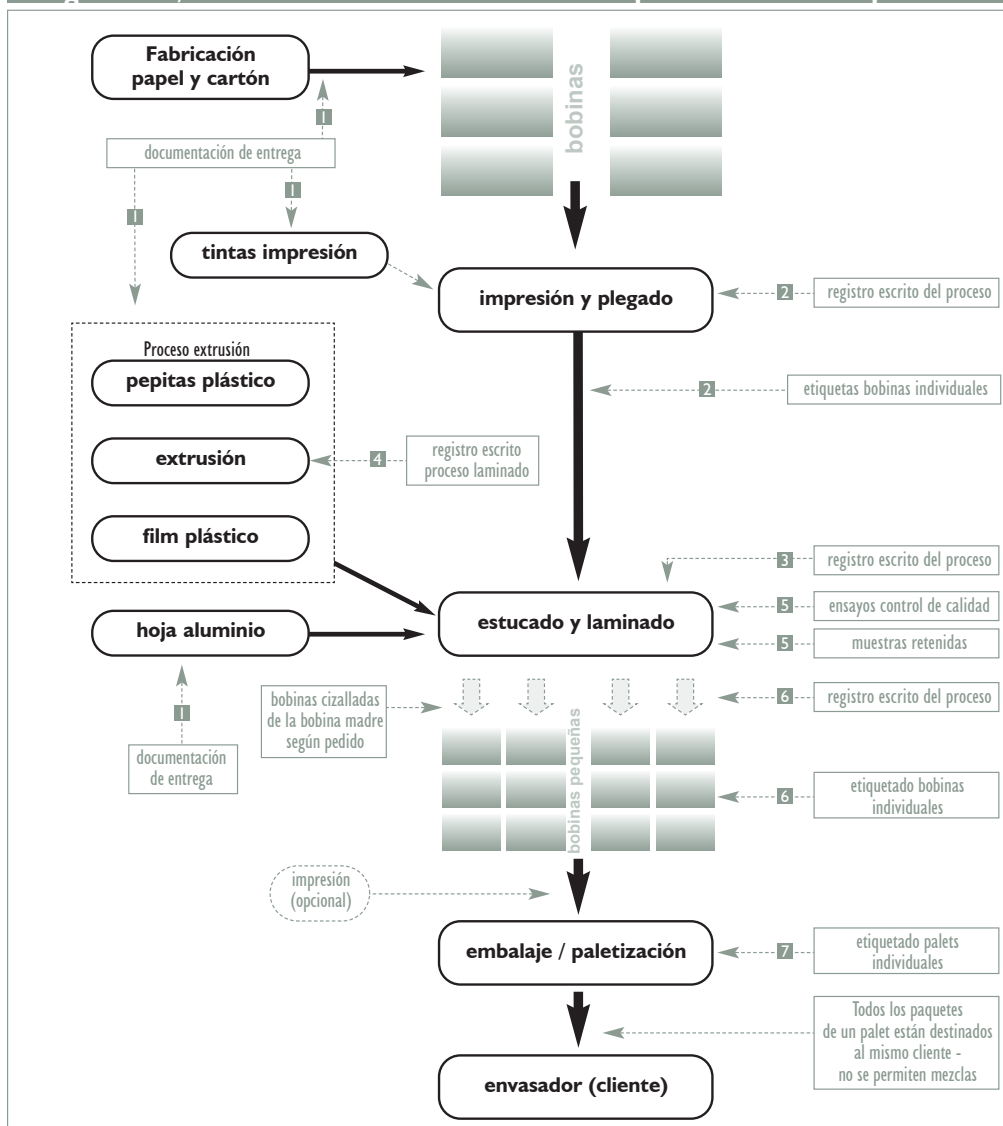 Fabricación
papel y cartón
bobinas
1
documentación de entrega
1
1
tintas impresión
impresión y plegado
2
registro escrito del proceso
Proceso extrusión
pepitas plástico
2
etiquetas bobinas individuales
extrusión
4
registro escrito
proceso laminado
film plástico
3
registro escrito del proceso
hoja aluminio
estucado y laminado
5
ensayos control de calidad
5
muestras retenidas
1
documentación
de entrega
bobinas cizalladas
de la bobina madre
según pedido
6
registro escrito del proceso
bobinas pequeñas
6
etiquetado bobinas
individuales
impresión
(opcional)
embalaje / paletización
7
etiquetado palets
individuales
Todos los paquetes
de un palet están destinados
al mismo cliente -
no se permiten mezclas
envasador (cliente)